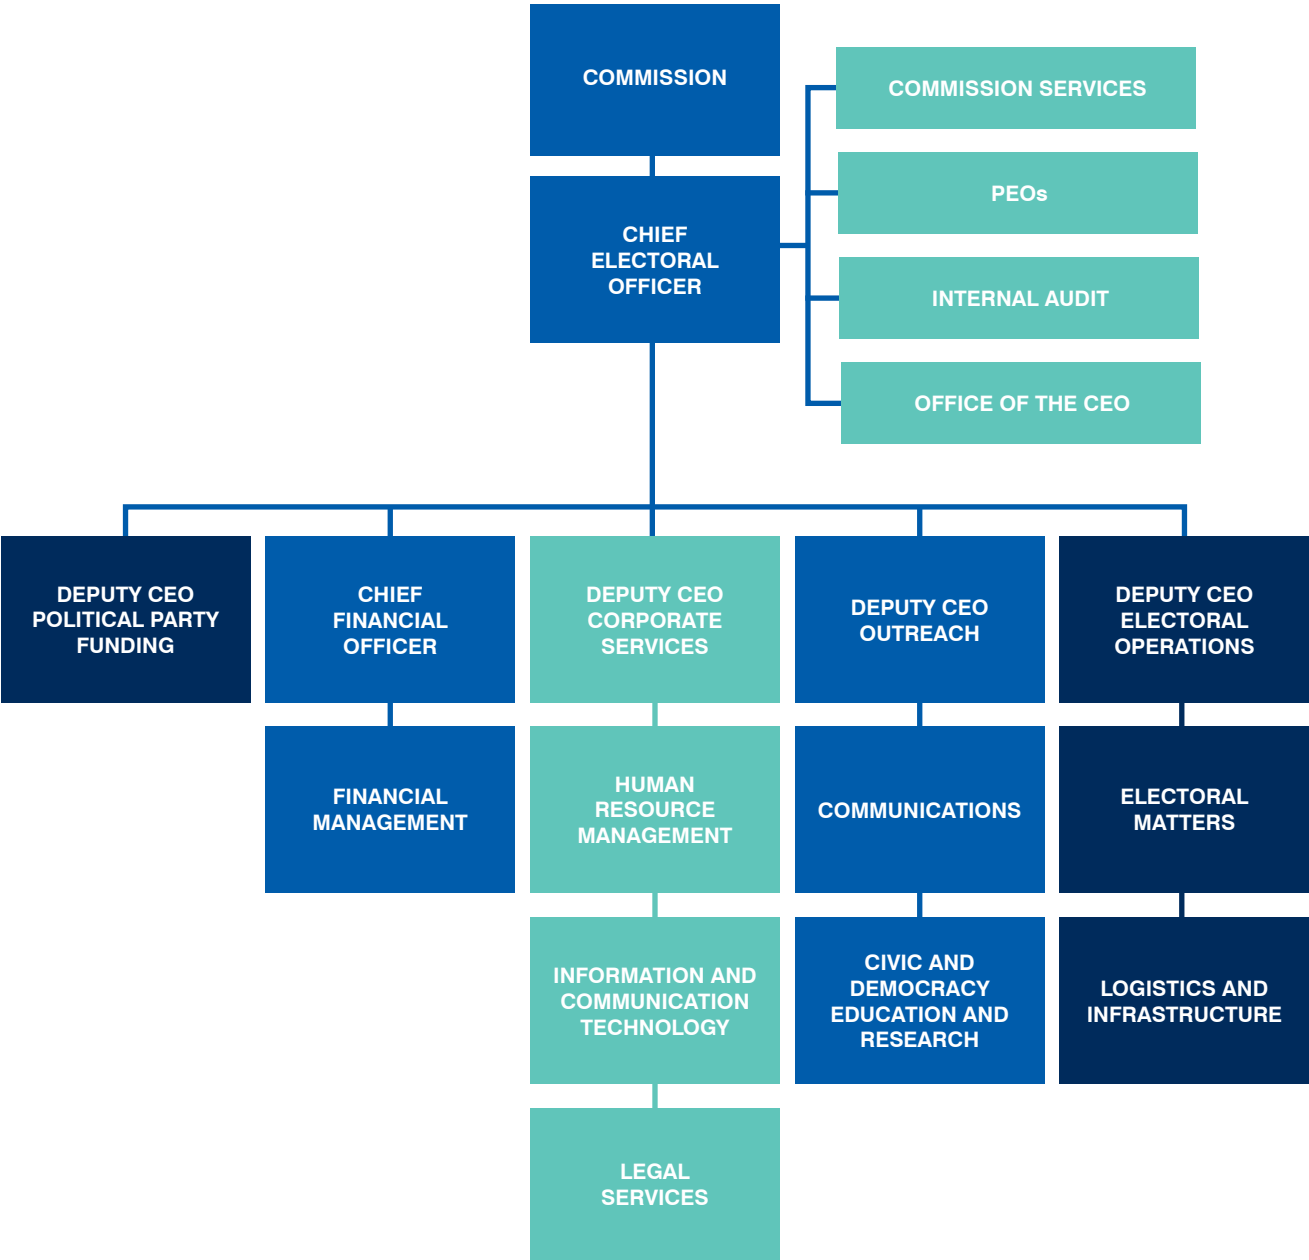 COMMISSION
COMMISSION SERVICES
PEOs
CHIEF
ELECTORAL
OFFICER
INTERNAL AUDIT
OFFICE OF THE CEO
DEPUTY CEO
POLITICAL PARTY
FUNDING
CHIEF
FINANCIAL
OFFICER
DEPUTY CEO
CORPORATE
SERVICES
DEPUTY CEO
OUTREACH
DEPUTY CEO
ELECTORAL
OPERATIONS
FINANCIAL
MANAGEMENT
HUMAN
RESOURCE
MANAGEMENT
COMMUNICATIONS
ELECTORAL
MATTERS
INFORMATION AND
COMMUNICATION
TECHNOLOGY
CIVIC AND
DEMOCRACY
EDUCATION AND
RESEARCH
LOGISTICS AND
INFRASTRUCTURE
LEGAL
SERVICES